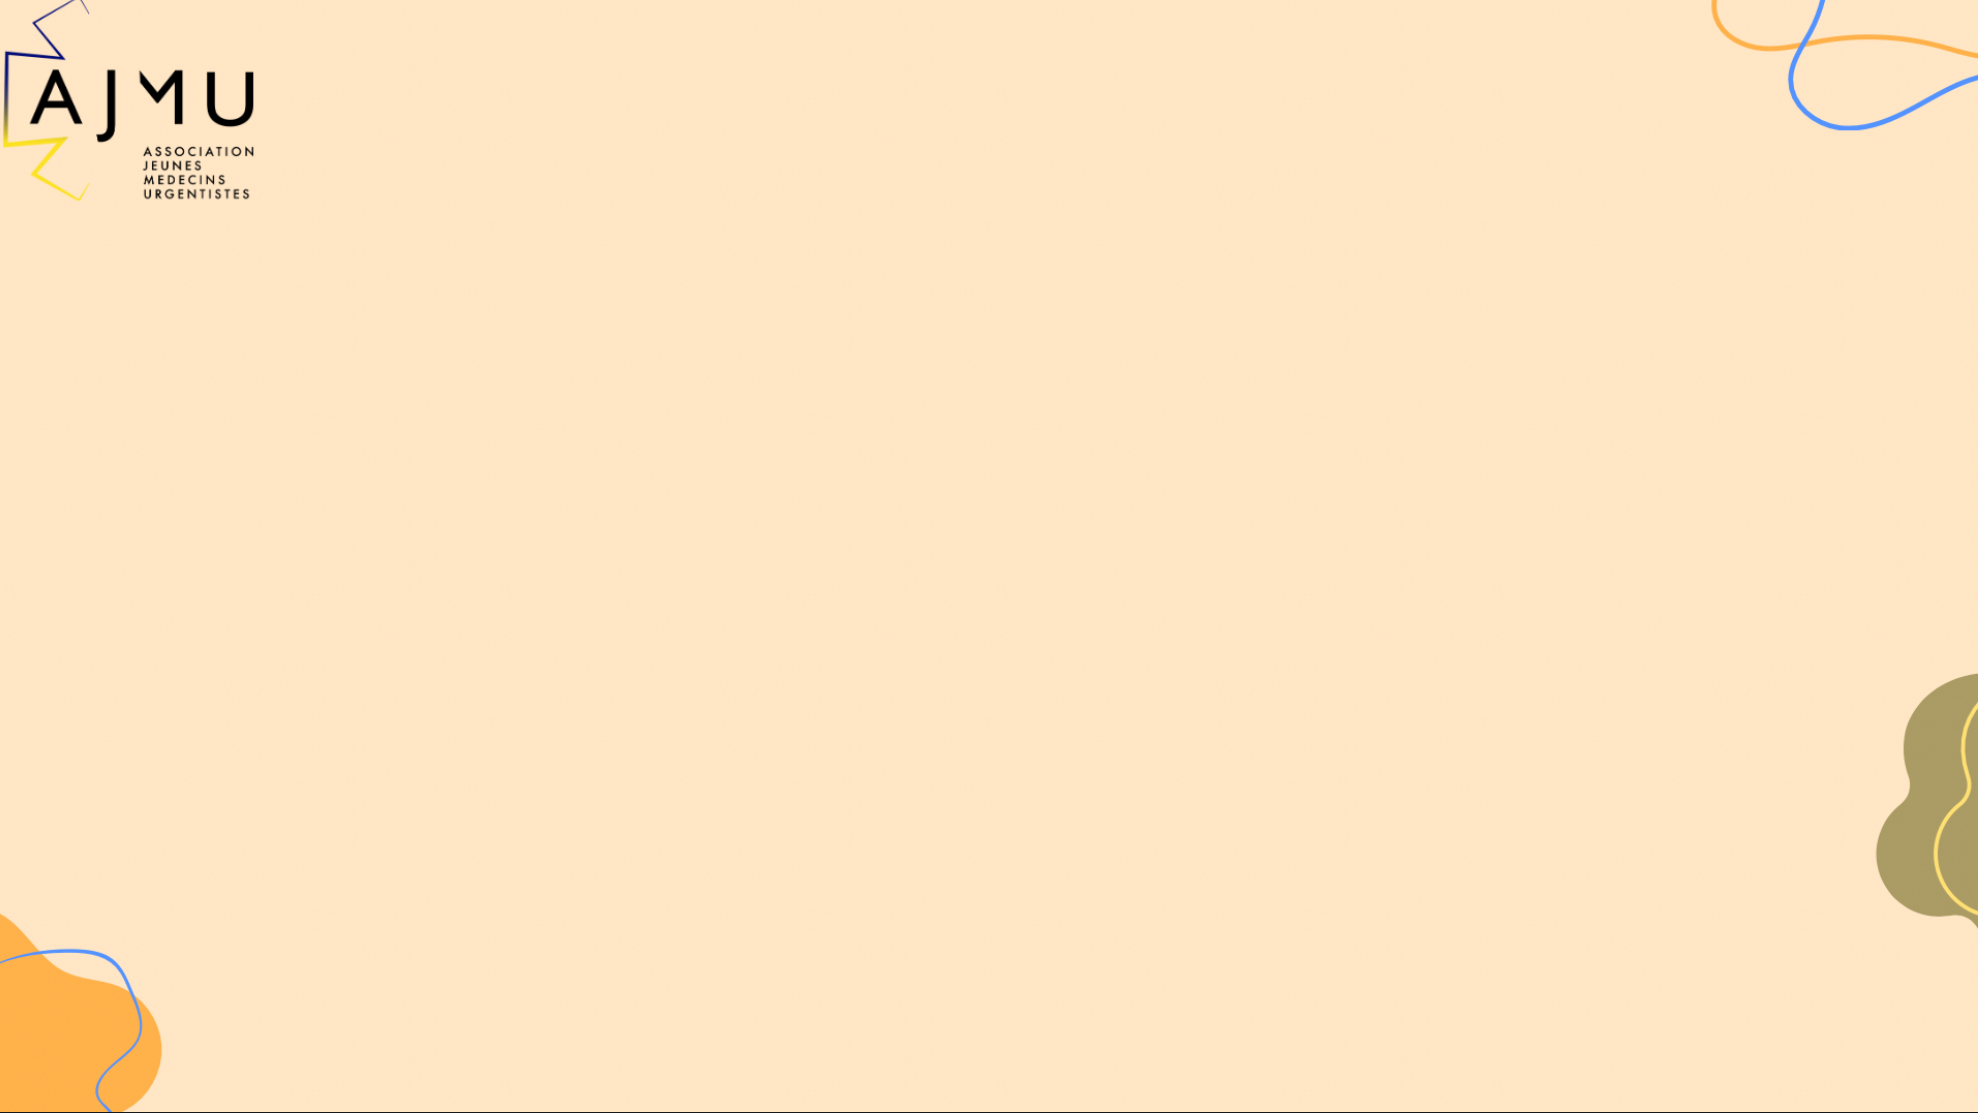 AJMU
ASSOCIATION
JEUNES
MEDECINS
URGENTISTES